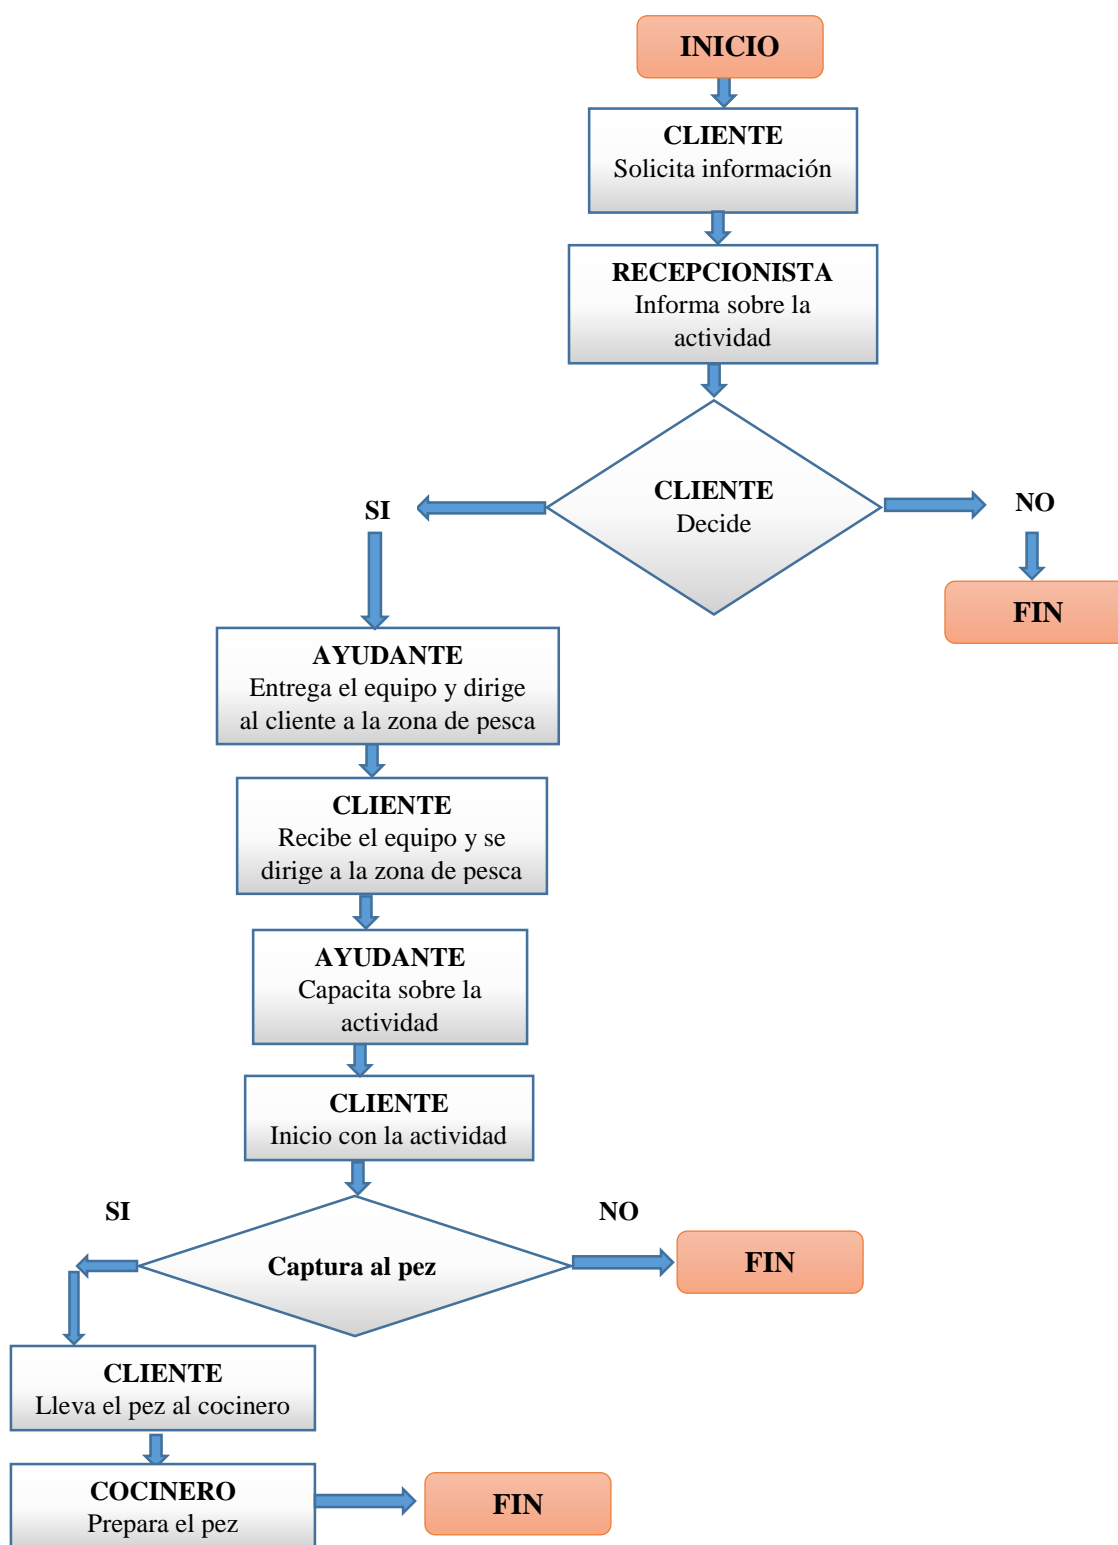 INICIO
CLIENTE
Solicita información
RECEPCIONISTA
Informa sobre la
actividad
CLIENTE
Decide
SI
NO
FIN
AYUDANTE
Entrega el equipo y dirige
al cliente a la zona de pesca
CLIENTE
Recibe el equipo y se
dirige a la zona de pesca
AYUDANTE
Capacita sobre la
actividad
CLIENTE
Inicio con la actividad
SI
NO
Captura al pez
FIN
CLIENTE
Lleva el pez al cocinero
COCINERO
Prepara el pez
FIN